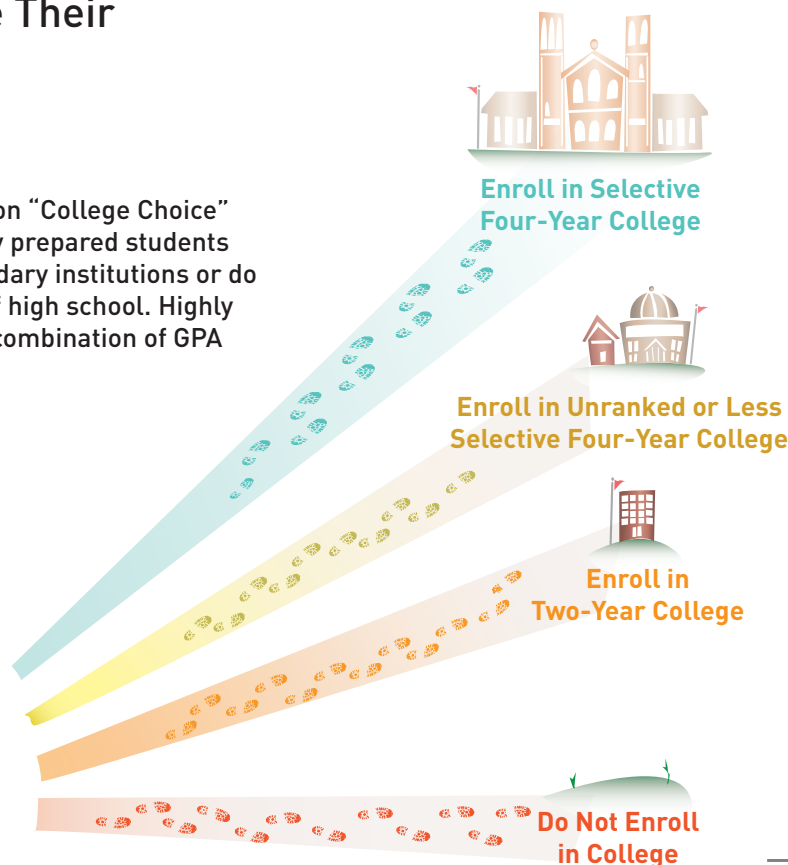 Their
on “College Choice”
prepared students
dary institutions or do
high school. Highly
combination of GPA
Enroll in Selective
Four-Year College
Enroll in Unranked or Less
Selective Four-Year College
Enroll in
Two-Year College
Do Not Enroll
in College